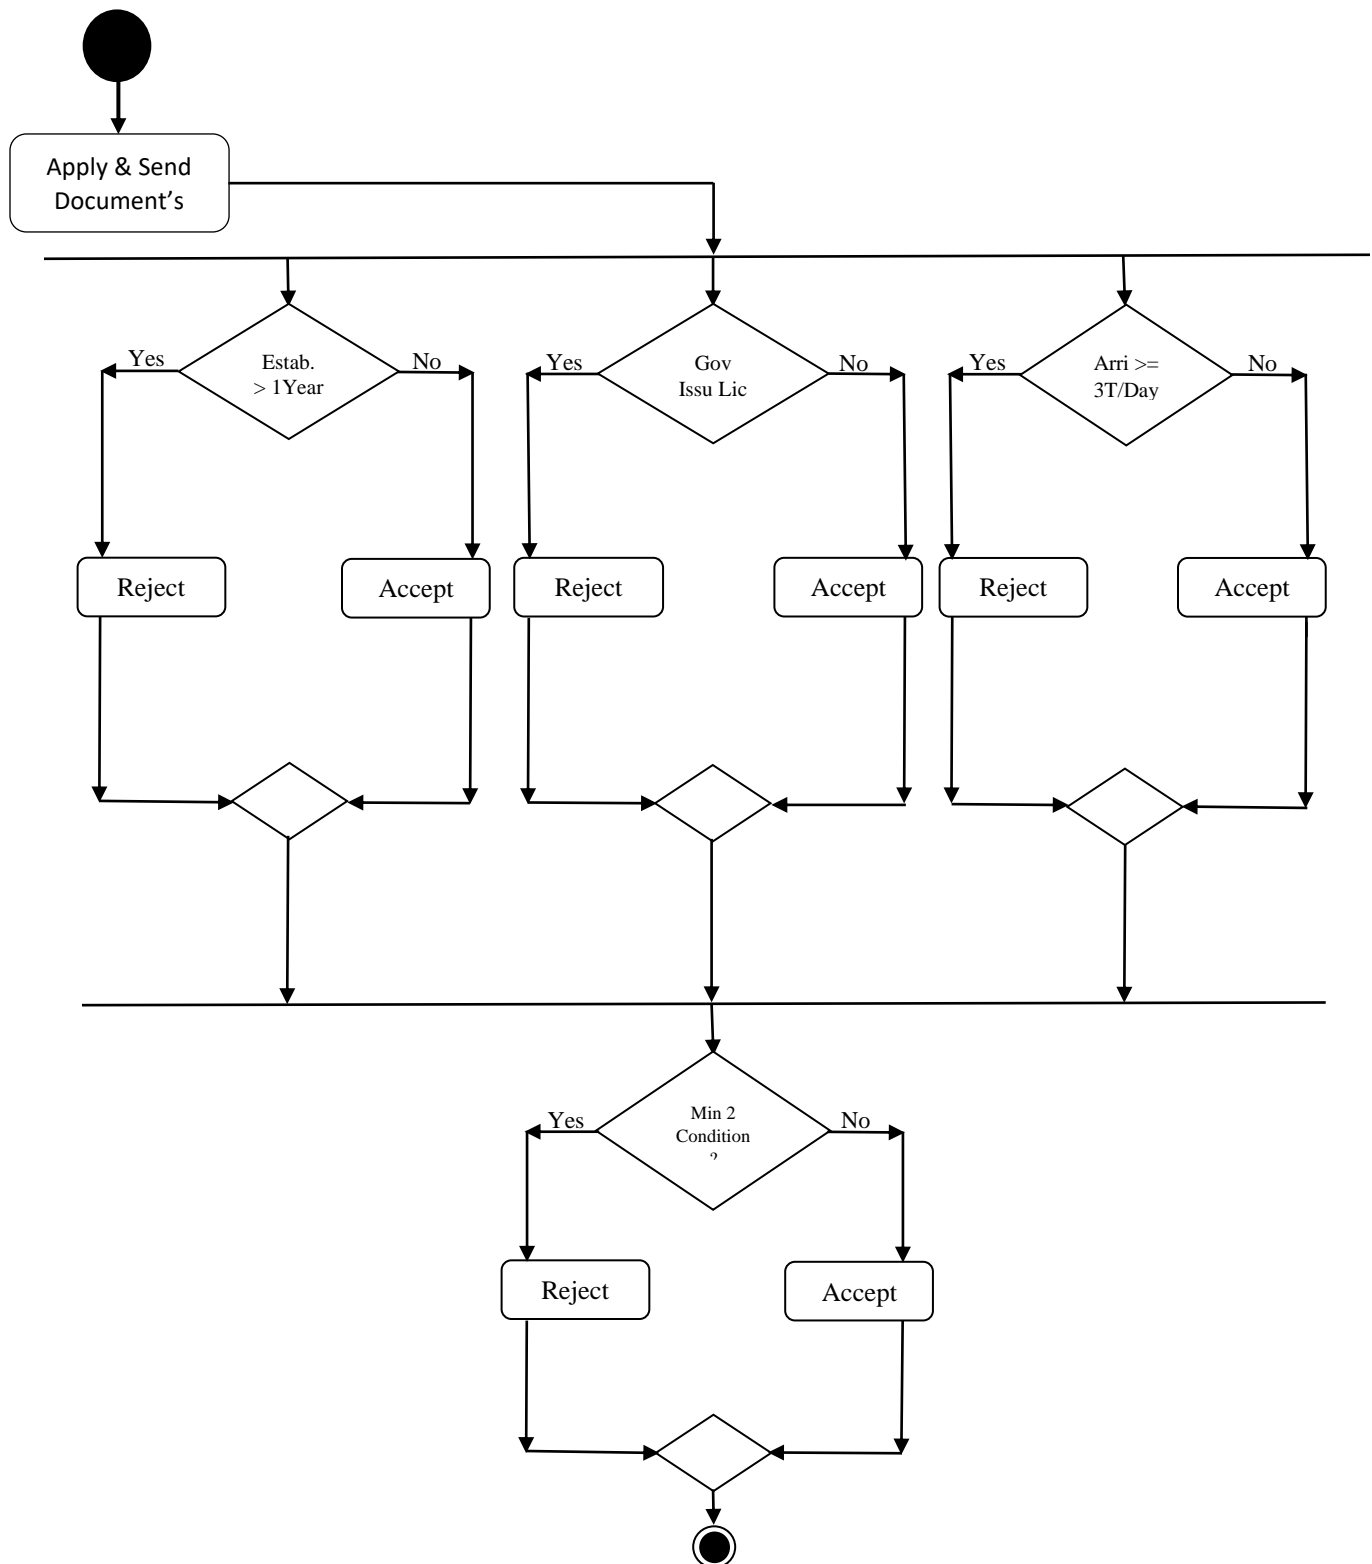 Apply & Send
Document’s
Yes
Estab.
> 1Year
No
Yes
Gov
Issu Lic
No
Yes
Arri >=
3T/Day
No
Reject
Accept
Reject
Accept
Reject
Accept
Yes
Min 2
Condition
?
No
Reject
Accept